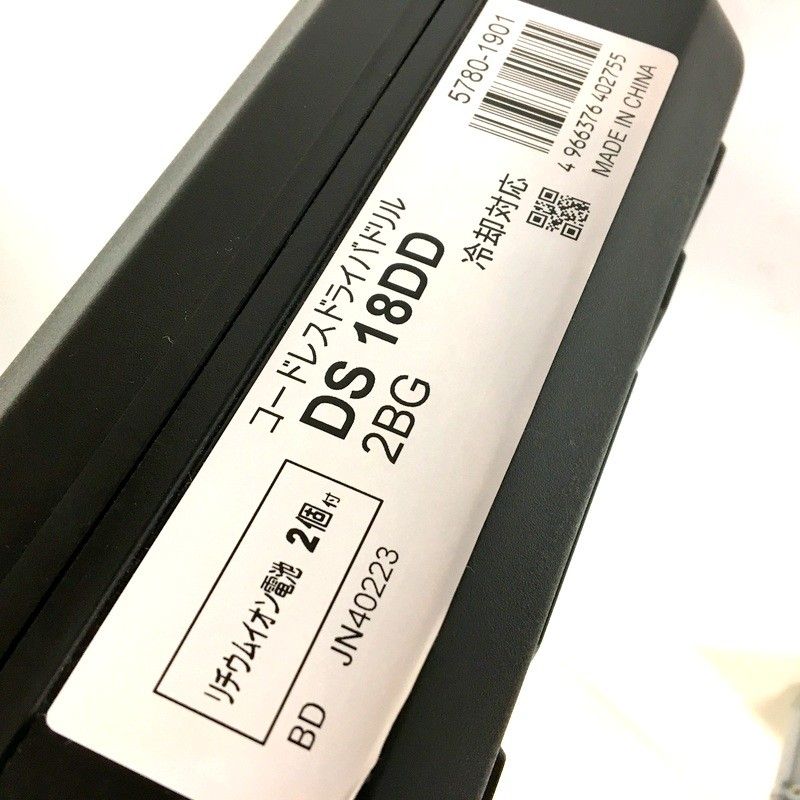 コードレスドライバドリル
DS 18DD
2BG
リチウムイオン電池 2個付
BD JN40223
冷却対応
5780-1901
4 966376 402755
MADE IN CHINA